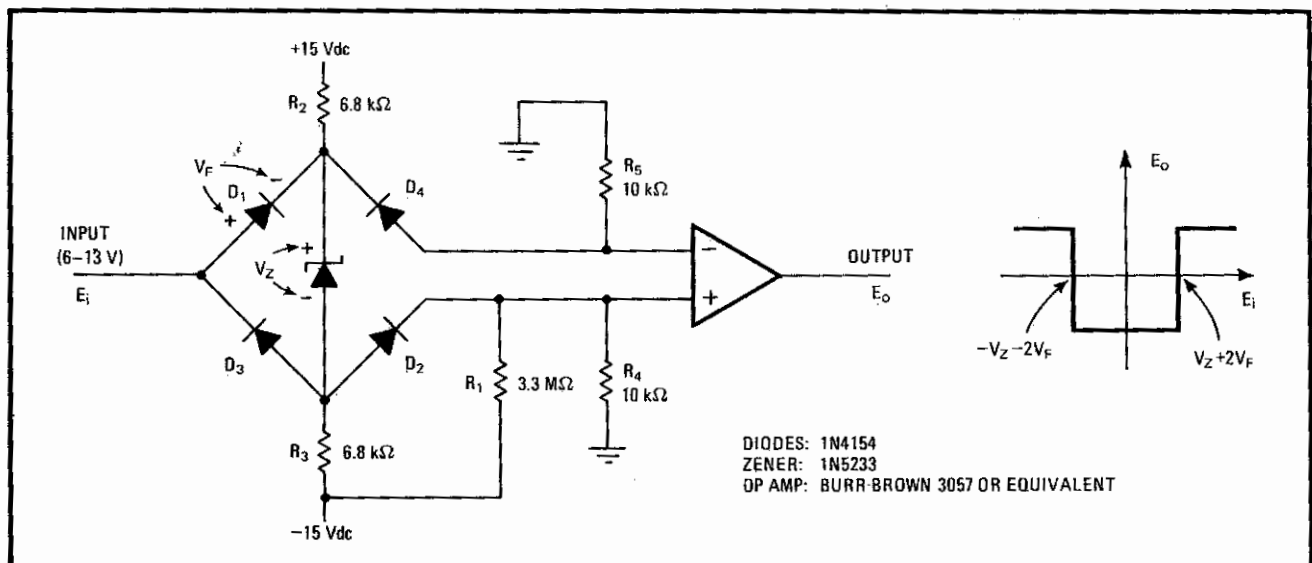 +15 Vdc
R2 6.8 kΩ
VF
−
D1
+
D4
R5
10 kΩ
INPUT
(6–13 V)
Ei
+
VZ
−
−
+
OUTPUT
Eo
Eo
Ei
−VZ−2VF
VZ+2VF
D3
D2
R1 3.3 MΩ
R4
10 kΩ
R3 6.8 kΩ
−15 Vdc
DIODES: 1N4154
ZENER: 1N5233
OP AMP: BURR-BROWN 3057 OR EQUIVALENT